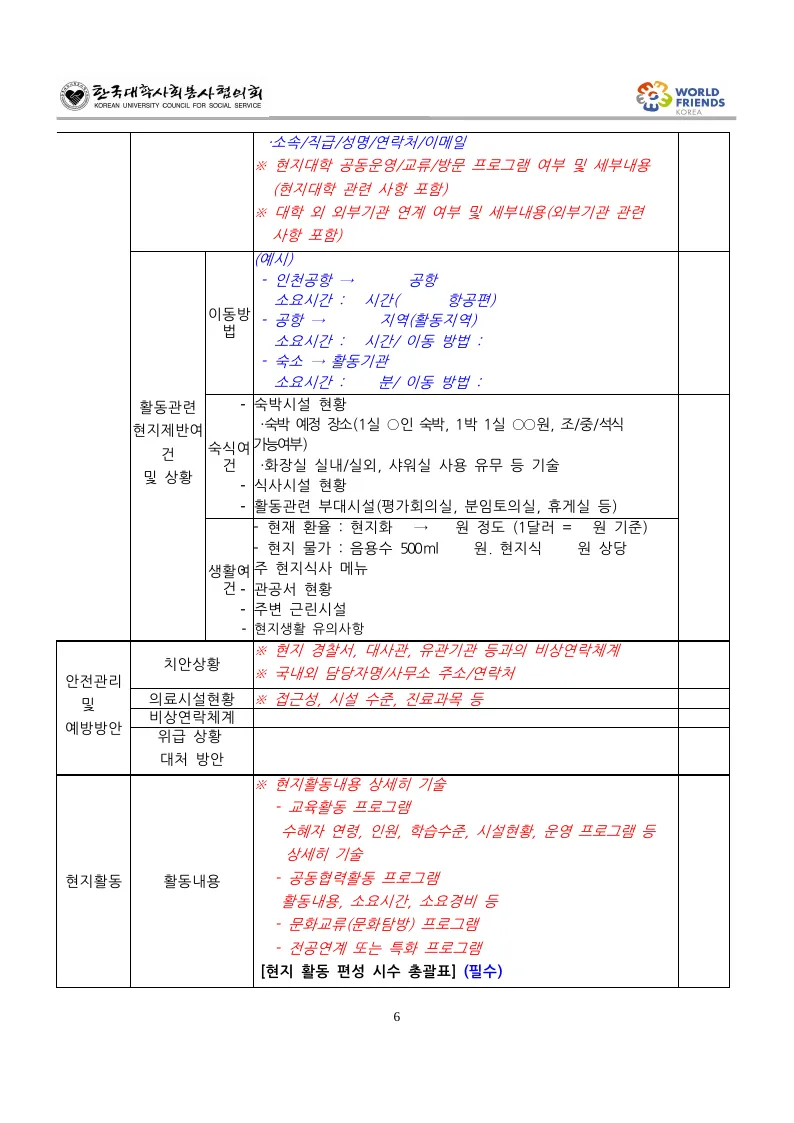 한국대학사회봉사협의회
KOREAN UNIVERSITY COUNCIL FOR SOCIAL SERVICE
WORLD
FRIENDS
KOREA
·소속/직급/성명/연락처/이메일
※ 현지대학 공동운영/교류/방문 프로그램 여부 및 세부내용
(현지대학 관련 사항 포함)
※ 대학 외 외부기관 연계 여부 및 세부내용(외부기관 관련
사항 포함)
활동관련
현지제반여
건
및 상황
이동방
법
(예시)
- 인천공항 → 공항
소요시간 : 시간( 항공편)
- 공항 → 지역(활동지역)
소요시간 : 시간/ 이동 방법 :
- 숙소 → 활동기관
소요시간 : 분/ 이동 방법 :
숙식여
건
- 숙박시설 현황
·숙박 예정 장소(1실 ○인 숙박, 1박 1실 ○○원, 조/중/석식
가능여부)
·화장실 실내/실외, 샤워실 사용 유무 등 기술
- 식사시설 현황
- 활동관련 부대시설(평가회의실, 분임토의실, 휴게실 등)
생활여
건
- 현재 환율 : 현지화 → 원 정도 (1달러 = 원 기준)
- 현지 물가 : 음용수 500ml 원. 현지식 원 상당
- 주 현지식사 메뉴
- 관공서 현황
- 주변 근린시설
- 현지생활 유의사항
안전관리
및
예방방안
치안상황
※ 현지 경찰서, 대사관, 유관기관 등과의 비상연락체계
※ 국내외 담당자명/사무소 주소/연락처
의료시설현황
※ 접근성, 시설 수준, 진료과목 등
비상연락체계
위급 상황
대처 방안
현지활동
활동내용
※ 현지활동내용 상세히 기술
- 교육활동 프로그램
수혜자 연령, 인원, 학습수준, 시설현황, 운영 프로그램 등
상세히 기술
- 공동협력활동 프로그램
활동내용, 소요시간, 소요경비 등
- 문화교류(문화탐방) 프로그램
- 전공연계 또는 특화 프로그램
[현지 활동 편성 시수 총괄표] (필수)
6